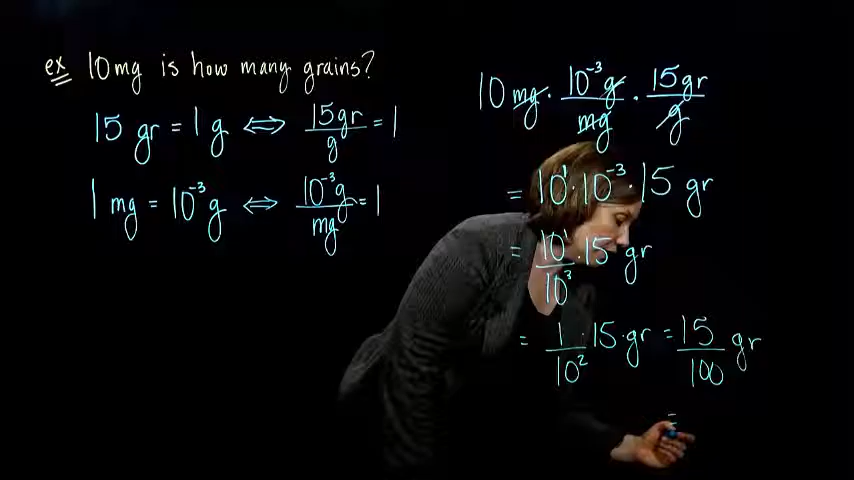 ex 10mg is how many grains?
15 gr = 1 g ⟺ 15gr/g = 1
1 mg = 10⁻³ g ⟺ 10⁻³g/mg = 1
10 mg · 10⁻³g/mg · 15gr/g
= 10¹ · 10⁻³ · 15 gr
= 10¹/10³ · 15 gr
= 1/10² · 15 · gr = 15/100 gr
=